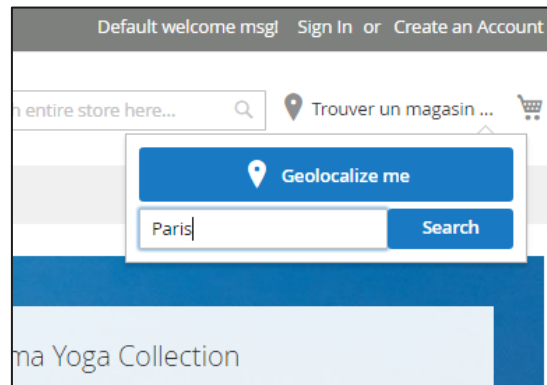 Default welcome msg! Sign In or Create an Account
entire store here... Trouver un magasin ...
Geolocalize me
Paris Search
Yoga Collection